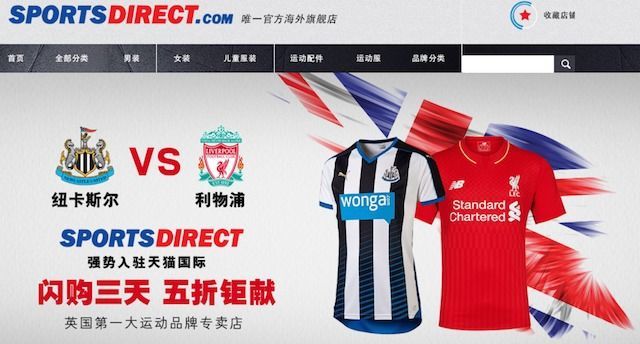 SPORTSDIRECT.COM 唯一官方海外旗舰店
收藏店铺
首页 全部分类 男装 女装 儿童服装 运动配件 运动服 品牌分类
VS
LIVERPOOL
纽卡斯尔 利物浦
SPORTSDIRECT
强势入驻天猫国际
闪购三天 五折钜献
英国第一大运动品牌专卖店
wonga
NB
L.F.C.
Standard
Chartered